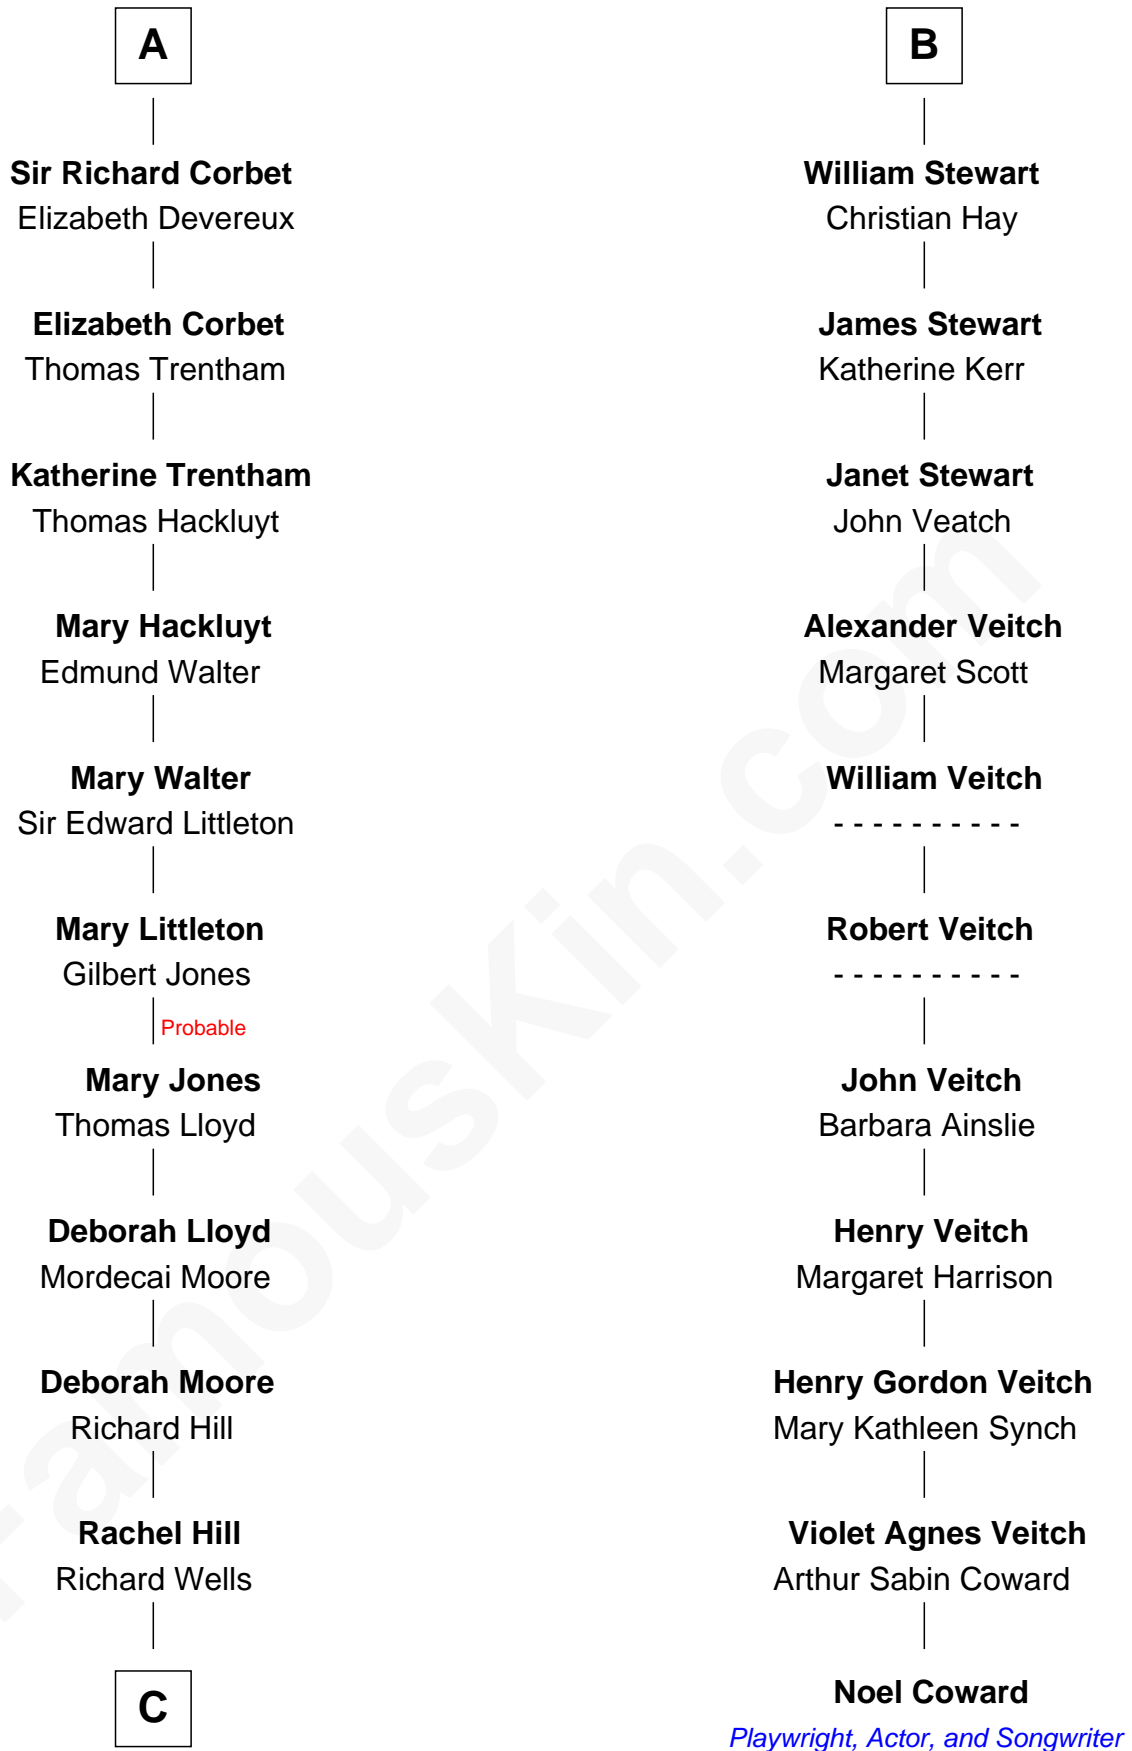 A
Sir Richard Corbet
Elizabeth Devereux
Elizabeth Corbet
Thomas Trentham
Katherine Trentham
Thomas Hackluyt
Mary Hackluyt
Edmund Walter
Mary Walter
Sir Edward Littleton
Mary Littleton
Gilbert Jones
Probable
Mary Jones
Thomas Lloyd
Deborah Lloyd
Mordecai Moore
Deborah Moore
Richard Hill
Rachel Hill
Richard Wells
C
B
William Stewart
Christian Hay
James Stewart
Katherine Kerr
Janet Stewart
John Veatch
Alexander Veitch
Margaret Scott
William Veitch
- - - - - - - - - -
Robert Veitch
- - - - - - - - - -
John Veitch
Barbara Ainslie
Henry Veitch
Margaret Harrison
Henry Gordon Veitch
Mary Kathleen Synch
Violet Agnes Veitch
Arthur Sabin Coward
Noel Coward
Playwright, Actor, and Songwriter
FamousKin.com